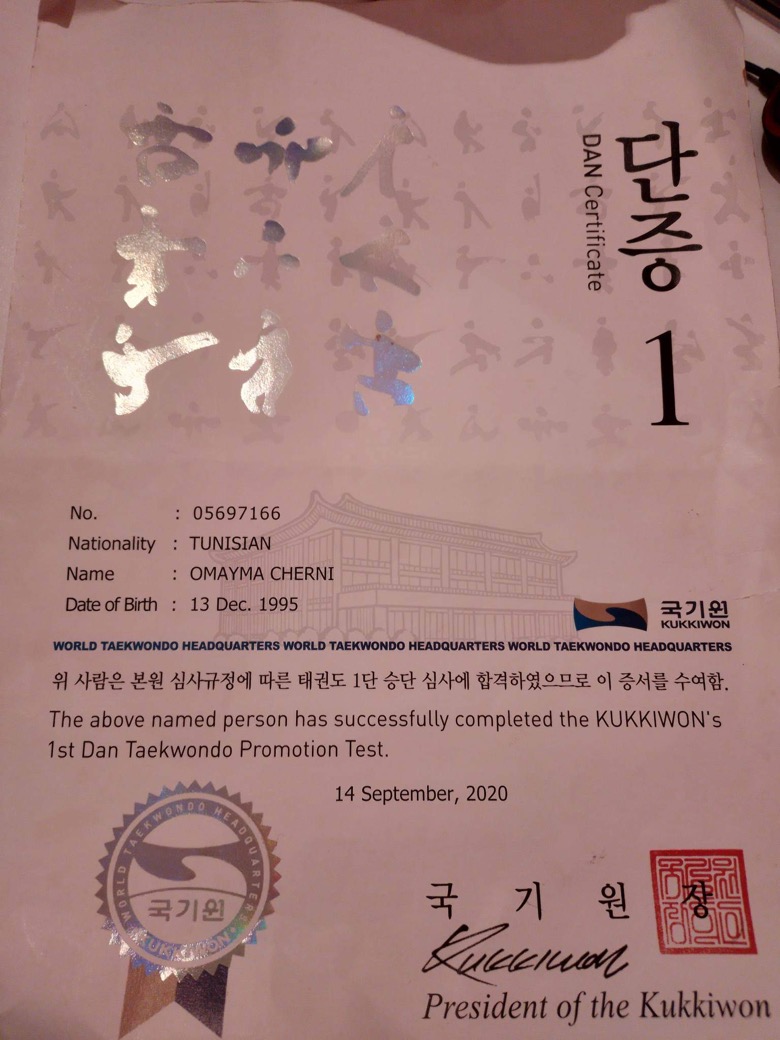 단증
DAN Certificate
1
No. : 05697166
Nationality : TUNISIAN
Name : OMAYMA CHERNI
Date of Birth : 13 Dec. 1995
국기원
KUKKIWON
WORLD TAEKWONDO HEADQUARTERS WORLD TAEKWONDO HEADQUARTERS WORLD TAEKWONDO HEADQUARTERS
위 사람은 본원 심사규정에 따른 태권도 1단 승단 심사에 합격하였으므로 이 증서를 수여함.
The above named person has successfully completed the KUKKIWON's
1st Dan Taekwondo Promotion Test.
14 September, 2020
WORLD TAEKWONDO HEADQUARTERS
국기원
KUKKIWON
국 기 원 장
Kukkiwon
President of the Kukkiwon